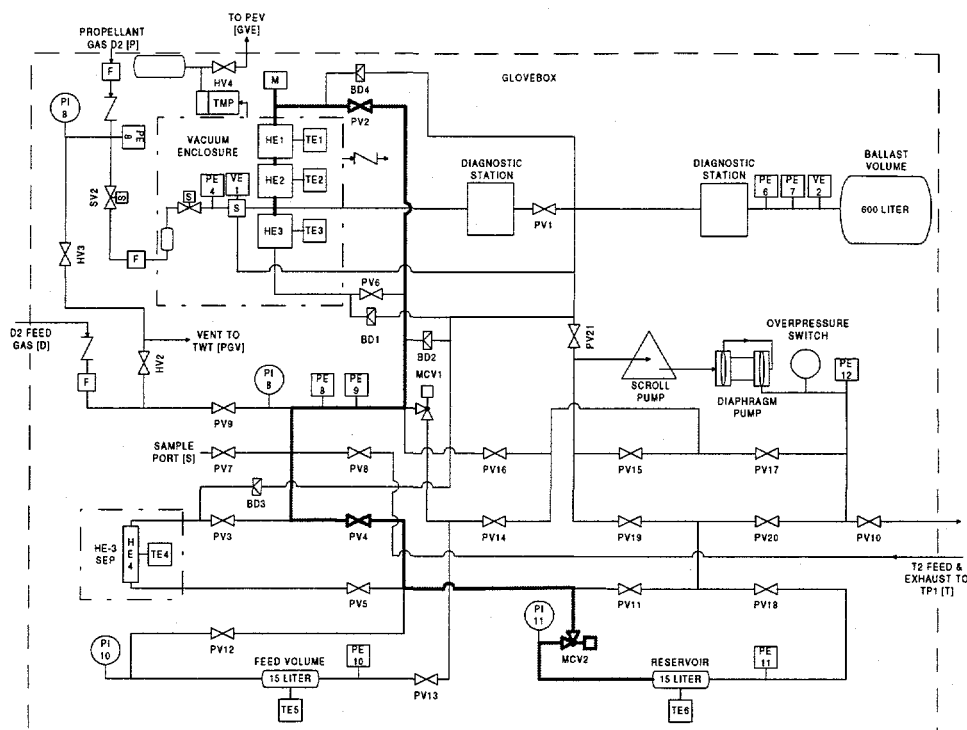 TO PEV
[GVE]
PROPELLANT
GAS D2 [P]
GLOVEBOX
F
HV4
BD4
M
PI
8
TMP
PV2
PE
8
VACUUM
ENCLOSURE
HE1
TE1
DIAGNOSTIC
STATION
DIAGNOSTIC
STATION
BALLAST
VOLUME
SV2
S
S
PE
4
VE
1
HE2
TE2
PE
6
PE
7
VE
2
S
600 LITER
HE3
TE3
PV1
HV3
F
PV6
D2 FEED
GAS [D]
BD1
PV21
OVERPRESSURE
SWITCH
VENT TO
TWT [PGV]
BD2
HV2
MCV1
F
PI
8
PE
8
PE
9
SCROLL
PUMP
DIAPHRAGM
PUMP
PE
12
PV9
SAMPLE
PORT [S]
PV7
PV8
PV16
PV15
PV17
BD3
PV3
PV4
PV14
PV19
PV20
PV10
HE-3
SEP
HE4
TE4
T2 FEED &
EXHAUST TO
TP1 [T]
PV5
PV11
PV18
PI
11
PV12
MCV2
PI
10
FEED VOLUME
PE
10
RESERVOIR
PE
11
15 LITER
PV13
15 LITER
TE5
TE6